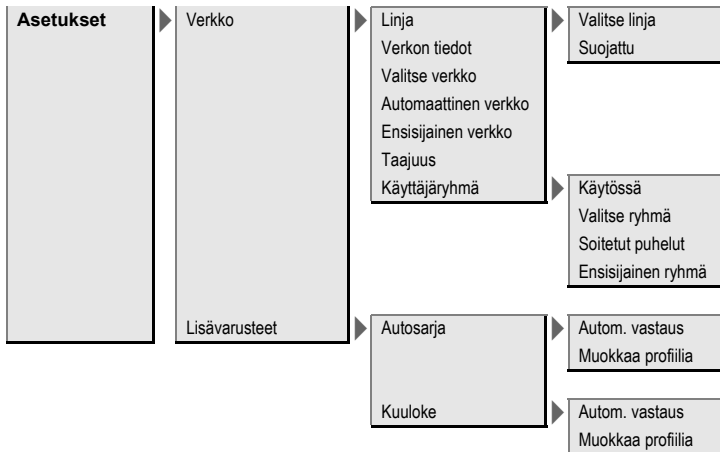 Asetukset
Verkko
Linja
Valitse linja
Suojattu
Verkon tiedot
Valitse verkko
Automaattinen verkko
Ensisijainen verkko
Taajuus
Käyttäjäryhmä
Käytössä
Valitse ryhmä
Soitetut puhelut
Ensisijainen ryhmä
Lisävarusteet
Autosarja
Autom. vastaus
Muokkaa profiilia
Kuuloke
Autom. vastaus
Muokkaa profiilia